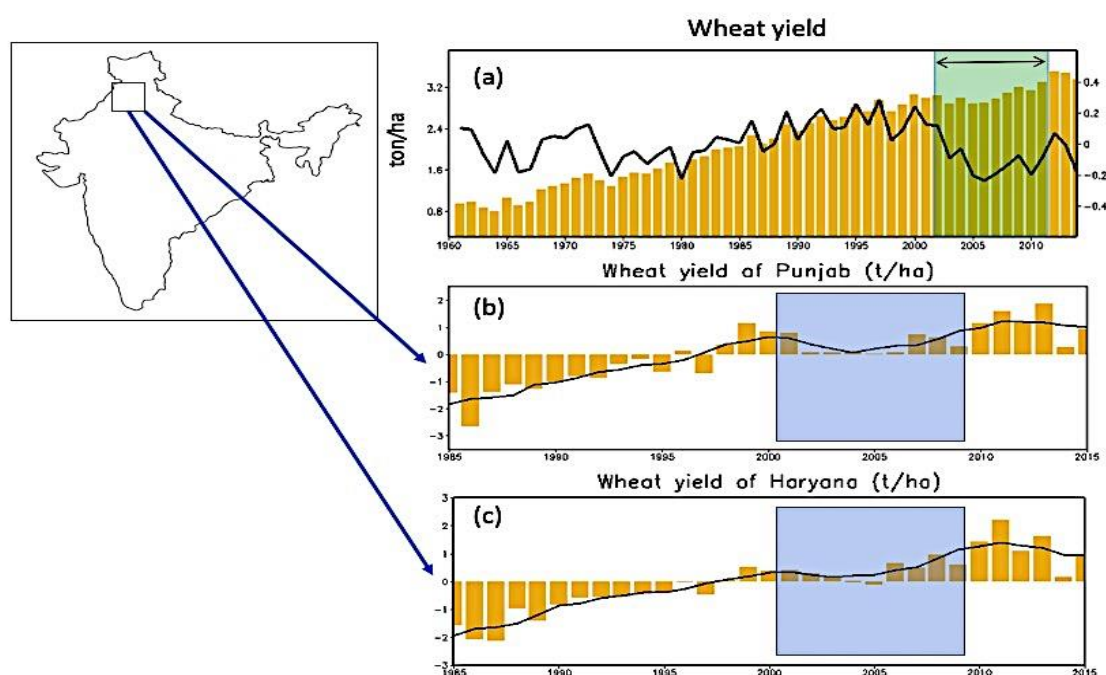 Wheat yield
(a)
ton/ha
3.2
2.4
1.6
0.8
0.4
0.2
0
-0.2
-0.4
1960 1965 1970 1975 1980 1985 1990 1995 2000 2005 2010
Wheat yield of Punjab (t/ha)
(b)
2
1
0
-1
-2
-3
1985 1990 1995 2000 2005 2010 2015
Wheat yield of Haryana (t/ha)
(c)
3
2
1
0
-1
-2
-3
1985 1990 1995 2000 2005 2010 2015